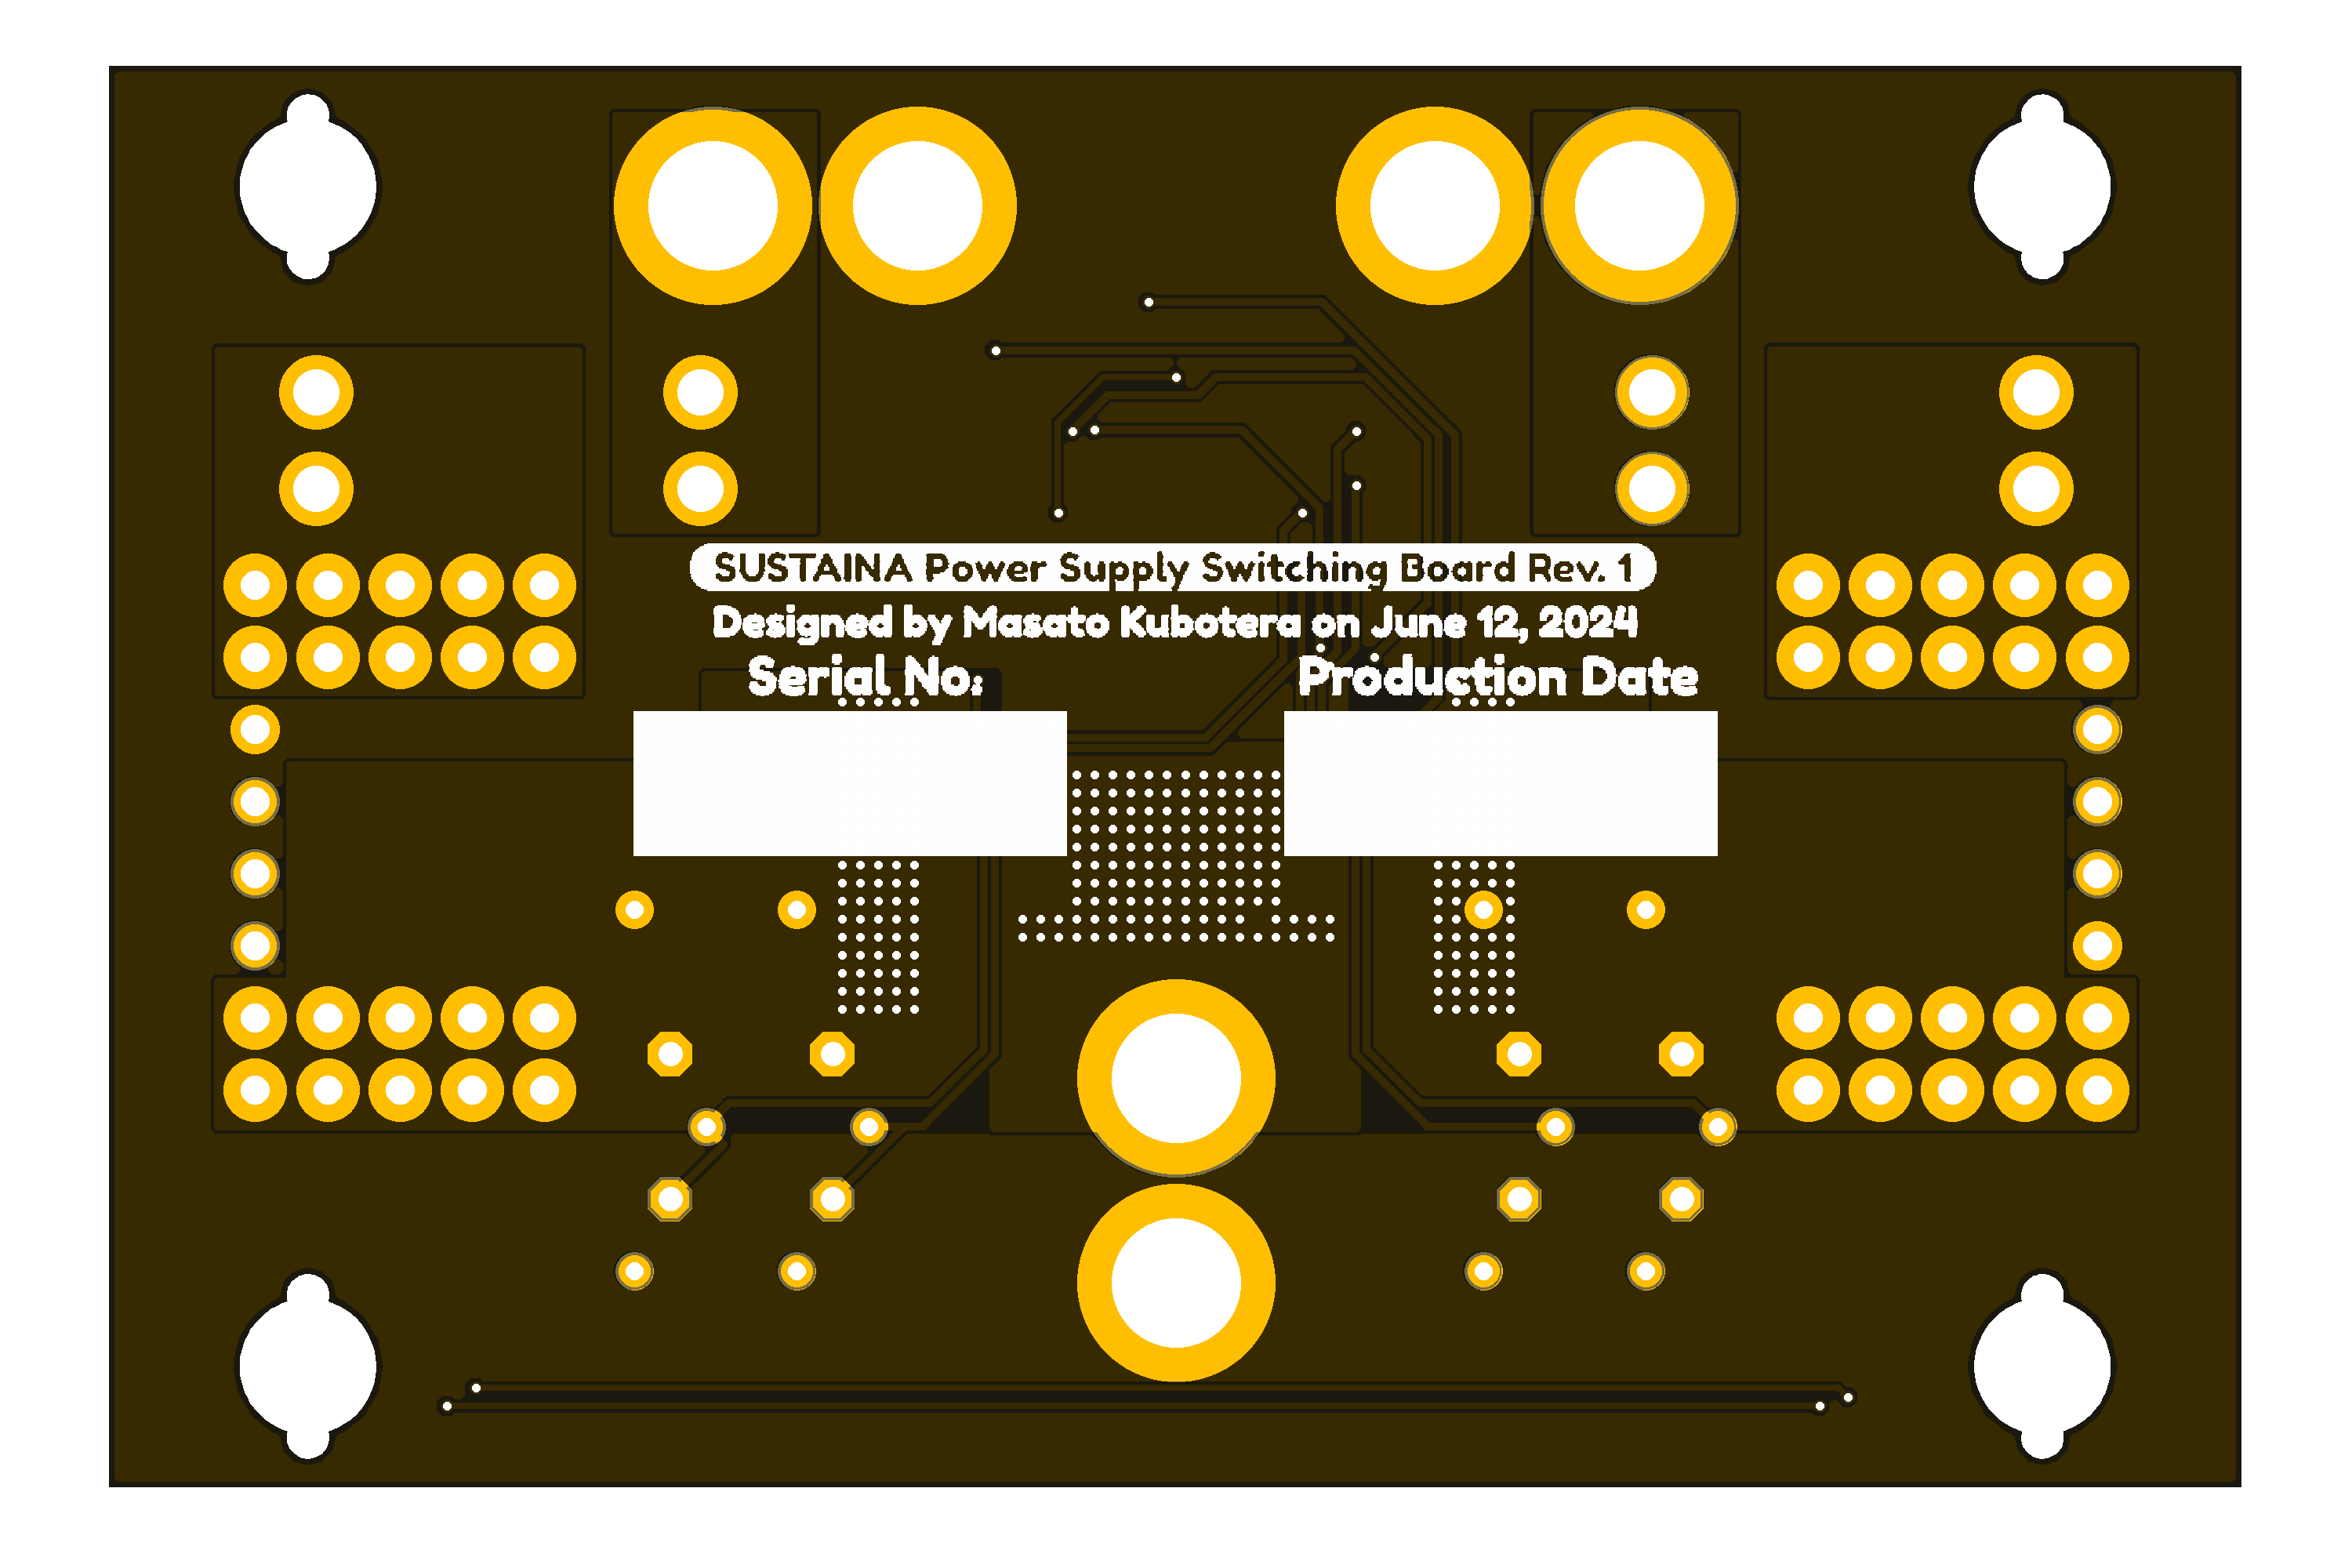 SUSTAINA Power Supply Switching Board Rev. 1
Designed by Masato Kubotera on June 12, 2024
Serial No:
Production Date